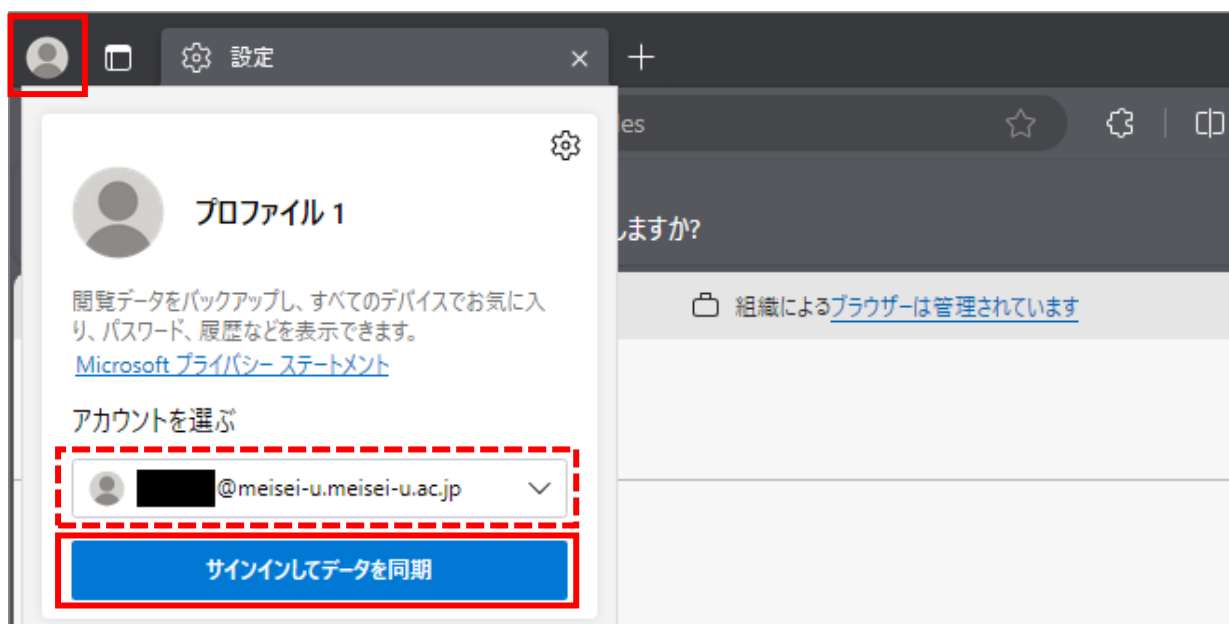 設定
les
プロファイル 1
しますか?
閲覧データをバックアップし、すべてのデバイスでお気に入
り、パスワード、履歴などを表示できます。
組織によるブラウザーは管理されています
Microsoft プライバシー ステートメント
アカウントを選ぶ
@meisei-u.meisei-u.ac.jp
サインインしてデータを同期